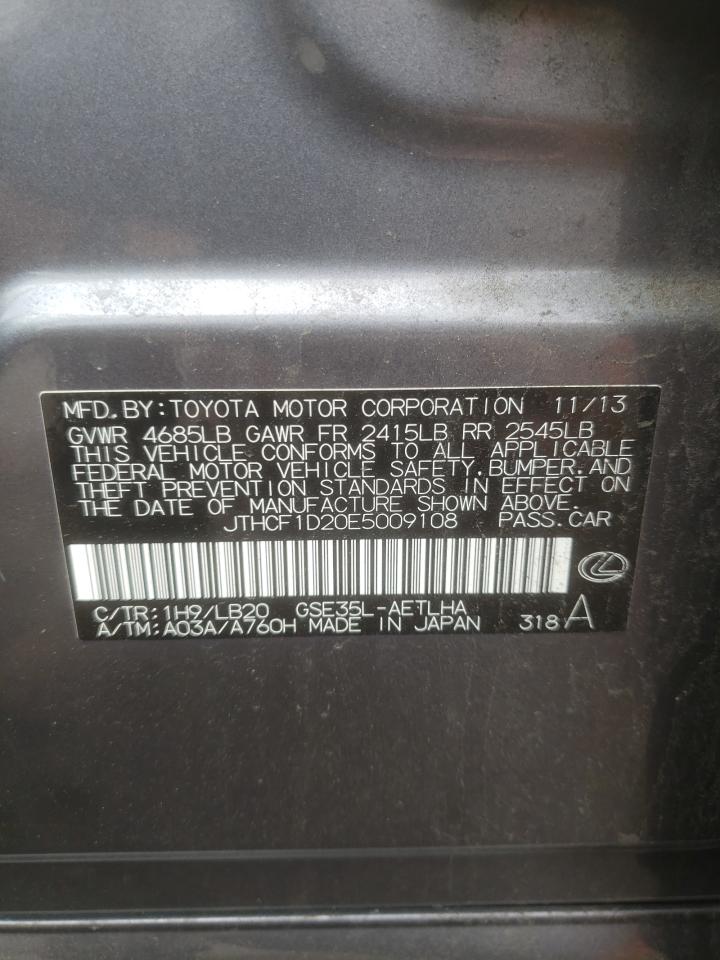 MFD. BY: TOYOTA MOTOR CORPORATION 11/13
GVWR 4685LB GAWR FR 2415LB RR 2545LB
THIS VEHICLE CONFORMS TO ALL APPLICABLE
FEDERAL MOTOR VEHICLE SAFETY, BUMPER, AND
THEFT PREVENTION STANDARDS IN EFFECT ON
THE DATE OF MANUFACTURE SHOWN ABOVE.
JTHCF1D20E5009108 PASS. CAR
C/TR: 1H9/LB20 GSE35L-AETLHA
A/TM: A03A/A760H MADE IN JAPAN 318 A